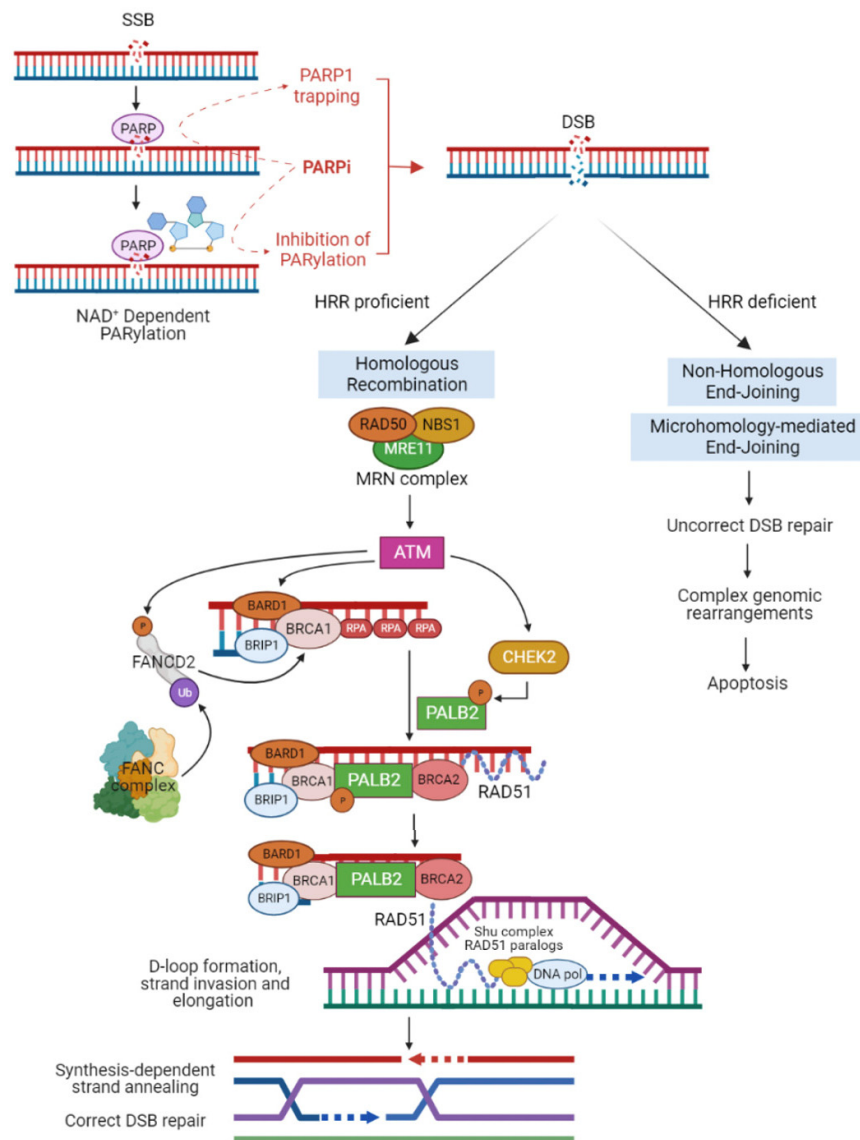 SSB
PARP
PARP1
trapping
PARPi
PARP
Inhibition of
PARylation
NAD⁺ Dependent
PARylation
DSB
HRR proficient
HRR deficient
Homologous
Recombination
Non-Homologous
End-Joining
Microhomology-mediated
End-Joining
RAD50
NBS1
MRE11
MRN complex
Uncorrect DSB repair
Complex genomic
rearrangements
Apoptosis
ATM
BARD1
BRCA1
BRIP1
RPA
RPA
RPA
P
FANCD2
Ub
FANC
complex
CHEK2
P
PALB2
BARD1
BRCA1
PALB2
BRCA2
BRIP1
P
RAD51
BARD1
BRCA1
PALB2
BRCA2
BRIP1
RAD51
Shu complex
RAD51 paralogs
DNA pol
D-loop formation,
strand invasion and
elongation
Synthesis-dependent
strand annealing
Correct DSB repair